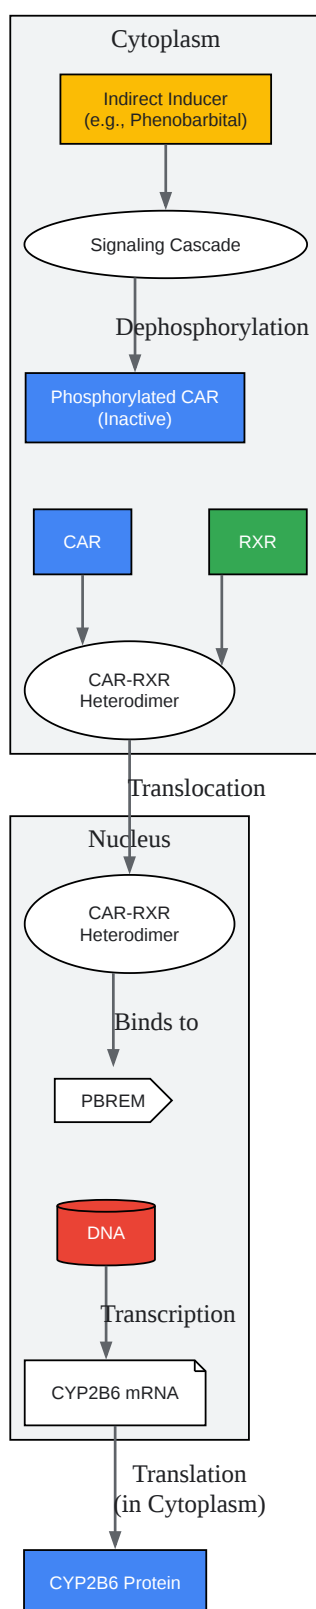 Cytoplasm
Indirect Inducer
(e.g., Phenobarbital)
Signaling Cascade
Dephosphorylation
Phosphorylated CAR
(Inactive)
CAR
RXR
CAR-RXR
Heterodimer
Translocation
Nucleus
CAR-RXR
Heterodimer
Binds to
PBREM
DNA
Transcription
CYP2B6 mRNA
Translation
(in Cytoplasm)
CYP2B6 Protein